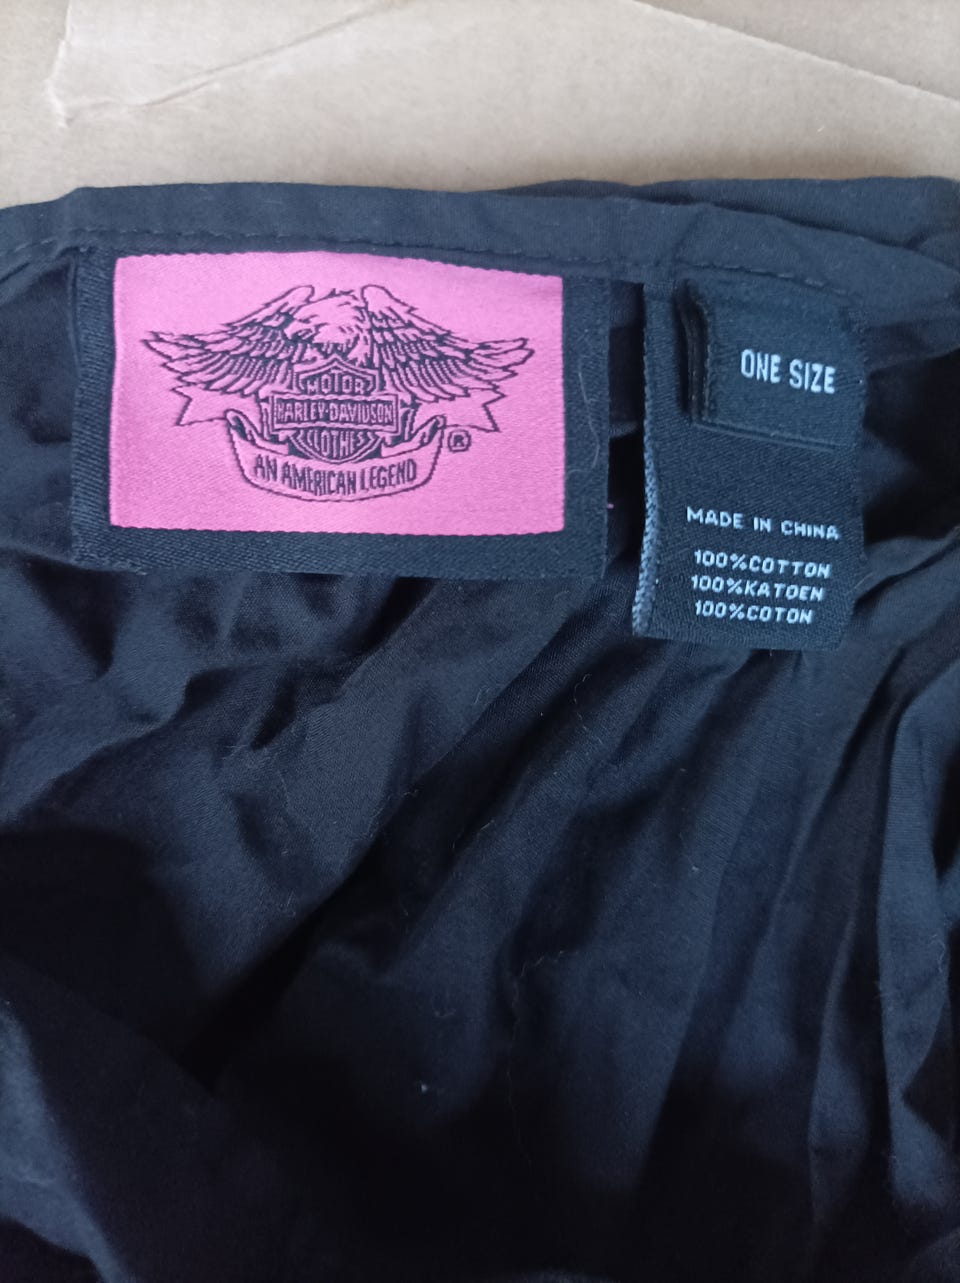 MOTOR
HARLEY-DAVIDSON
CLOTHES
AN AMERICAN LEGEND
®
ONE SIZE
MADE IN CHINA
100%COTTON
100%KATOEN
100%COTON